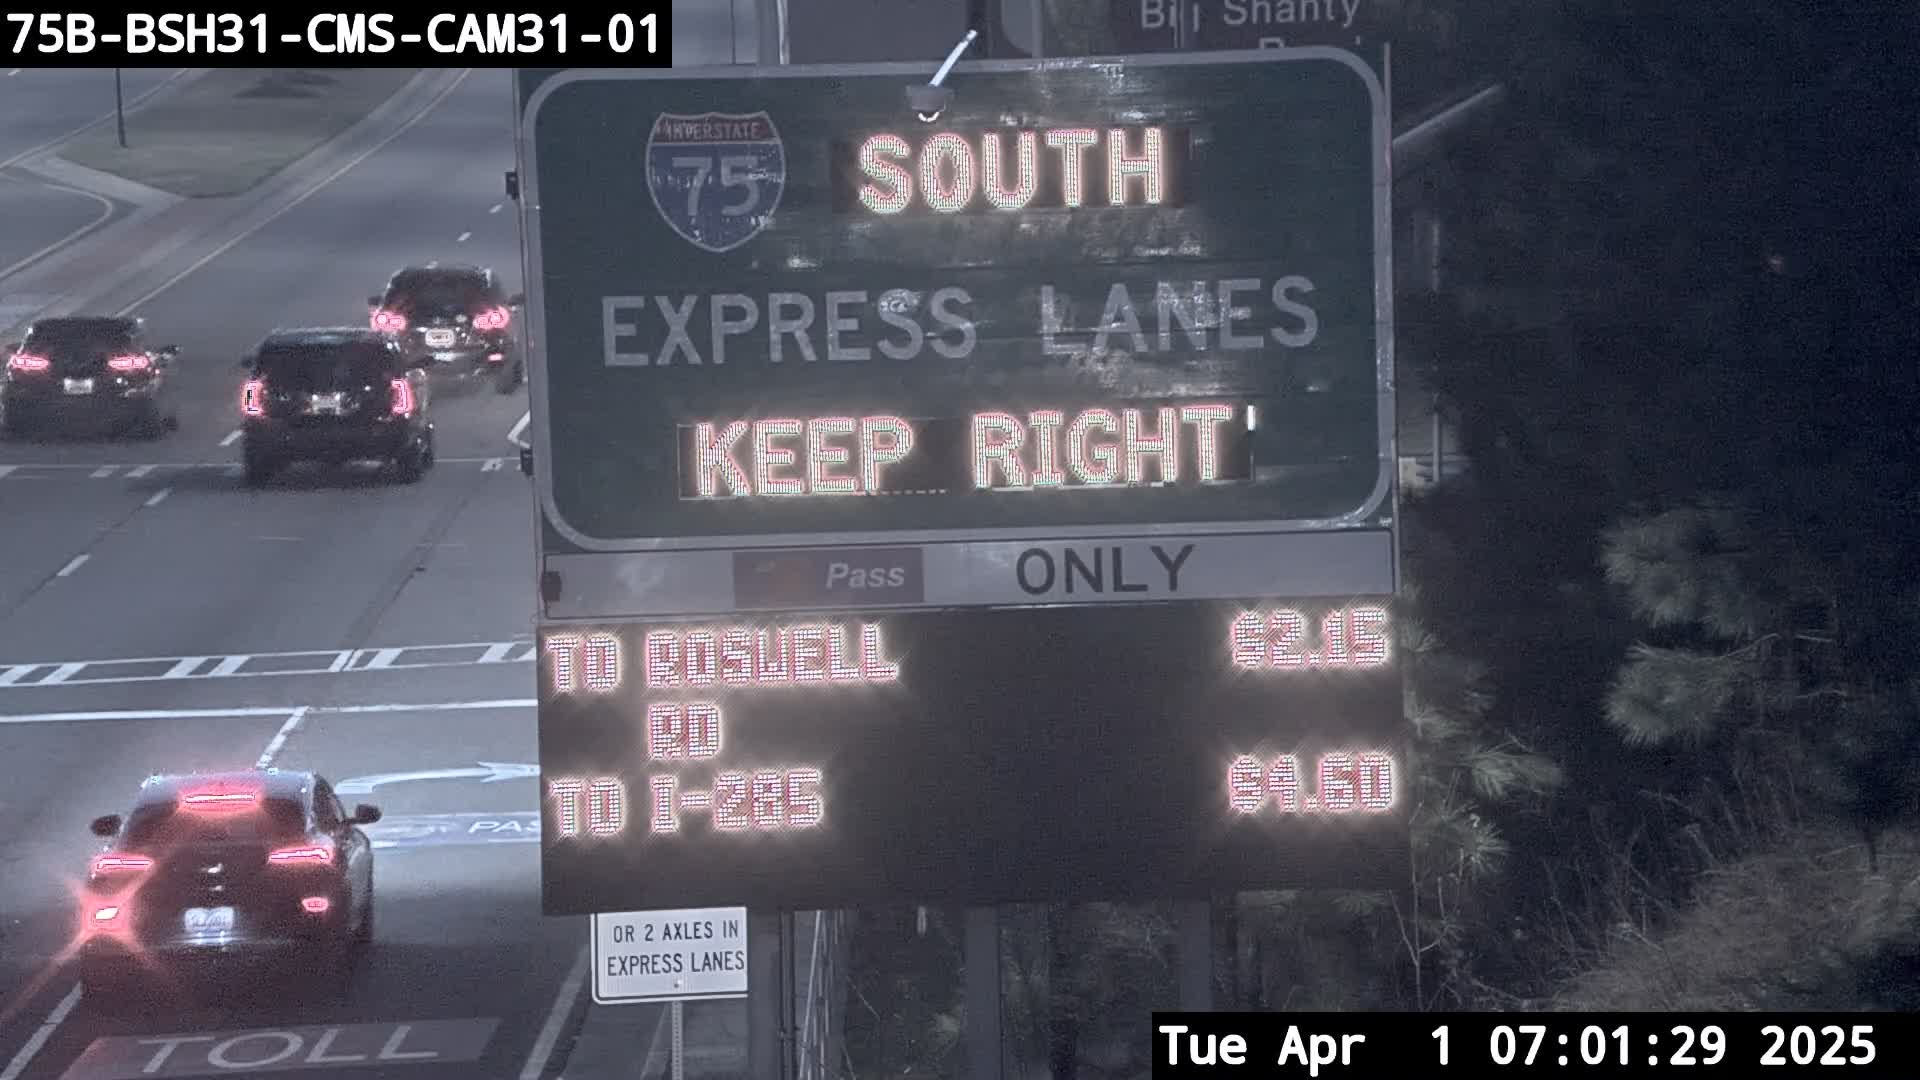 75B-BSH31-CMS-CAM31-01
Shanty
INTERSTATE
75
SOUTH
EXPRESS LANES
KEEP RIGHT
Pass ONLY
TO ROSWELL $2.15
RD
TO I-285 $4.60
PAS
OR 2 AXLES IN
EXPRESS LANES
TOLL
Tue Apr 1 07:01:29 2025